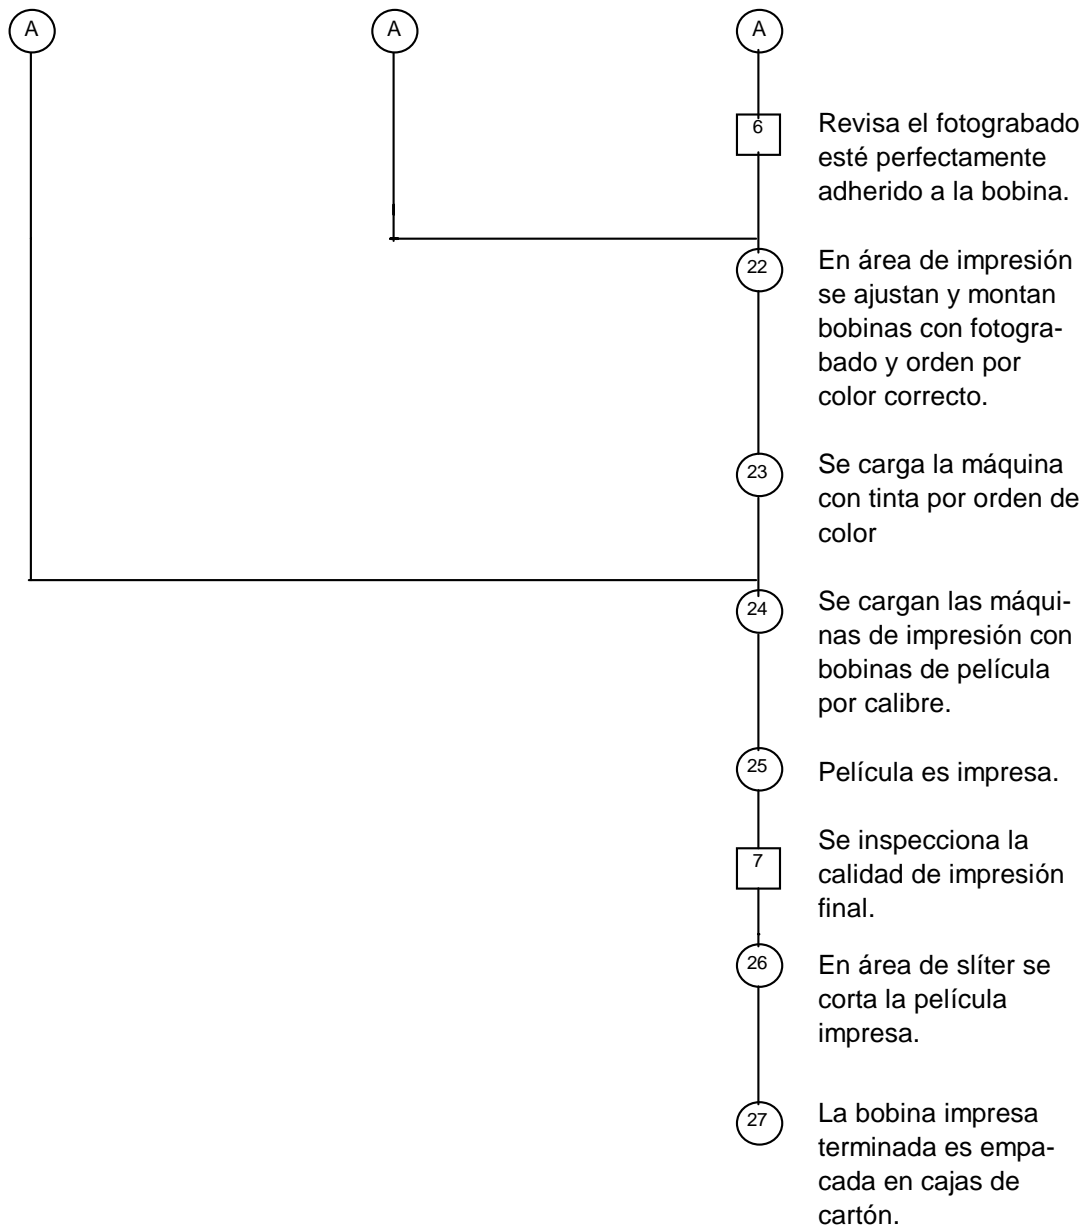 A A A
6
Revisa el fotograbado
esté perfectamente
adherido a la bobina.
22
En área de impresión
se ajustan y montan
bobinas con fotogra-
bado y orden por
color correcto.
23
Se carga la máquina
con tinta por orden de
color
24
Se cargan las máqui-
nas de impresión con
bobinas de película
por calibre.
25
Película es impresa.
7
Se inspecciona la
calidad de impresión
final.
26
En área de slíter se
corta la película
impresa.
27
La bobina impresa
terminada es empa-
cada en cajas de
cartón.